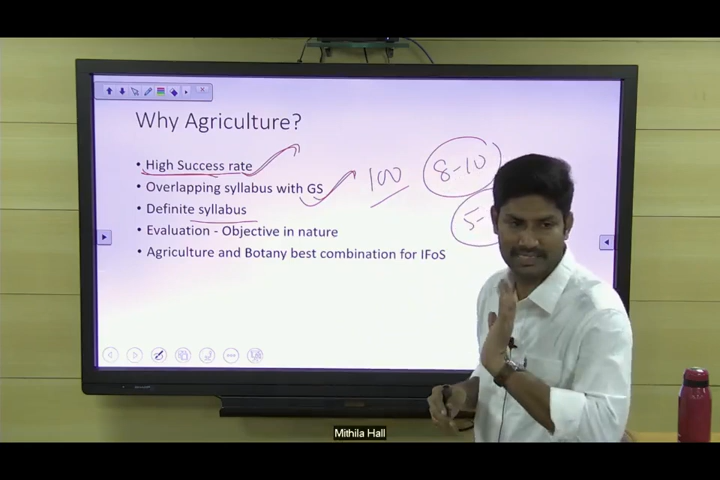 Why Agriculture?
• High Success rate
• Overlapping syllabus with GS
100
8-10
• Definite syllabus
5-
• Evaluation - Objective in nature
• Agriculture and Botany best combination for IFoS
Mithila Hall